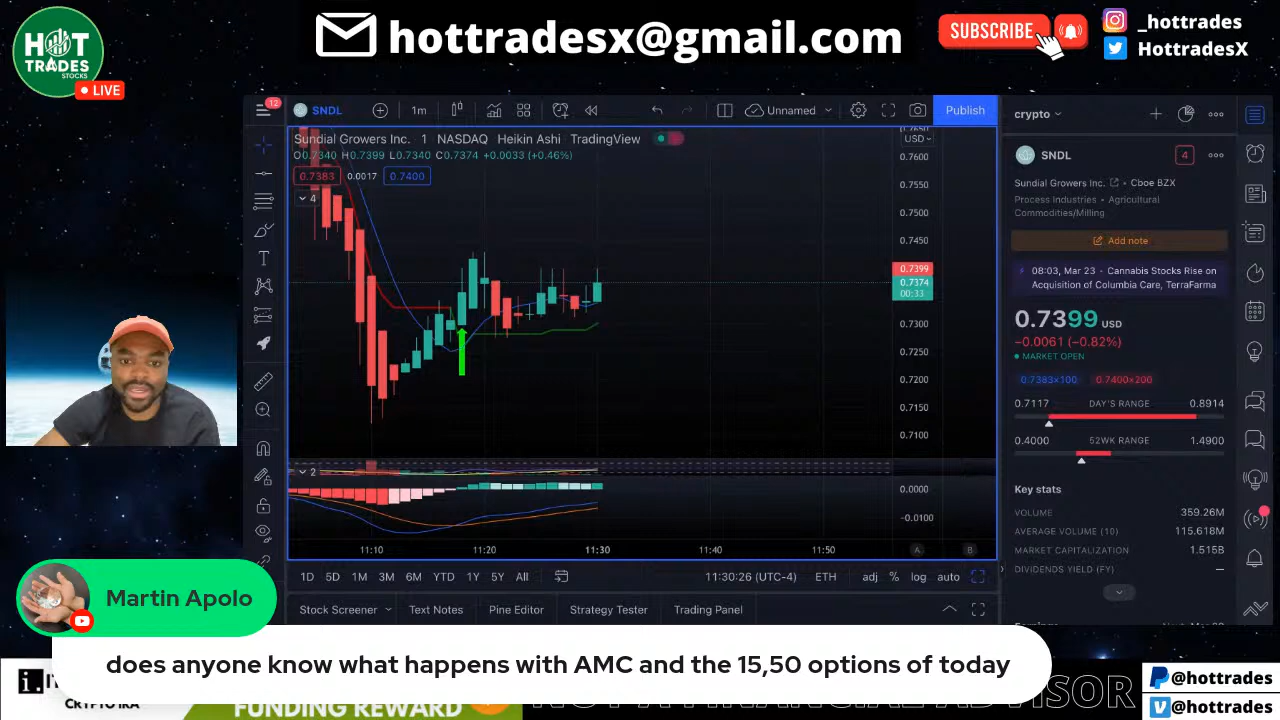 HOT
TRADES
STOCKS
LIVE
hottradesx@gmail.com
SUBSCRIBE
_hottrades
HottradesX
12
SNDL
1m
Unnamed
Publish
Sundial Growers Inc. 1 NASDAQ Heikin Ashi TradingView
O0.7340 H0.7399 L0.7340 C0.7374 +0.0033 (+0.46%)
0.7383 0.0017 0.7400
4
USD
0.7600
0.7550
0.7500
0.7450
0.7399
0.7374
00:33
0.7300
0.7250
0.7200
0.7150
0.7100
2
0.0000
-0.0100
11:10 11:20 11:30 11:40 11:50 A B
1D 5D 1M 3M 6M YTD 1Y 5Y All
11:30:26 (UTC-4) ETH adj % log auto
Stock Screener Text Notes Pine Editor Strategy Tester Trading Panel
crypto
SNDL
4
Sundial Growers Inc. • Cboe BZX
Process Industries • Agricultural
Commodities/Milling
Add note
08:03, Mar 23 - Cannabis Stocks Rise on
Acquisition of Columbia Care, TerraFarma
0.7399 USD
−0.0061 (−0.82%)
MARKET OPEN
0.7383×100 0.7400×200
0.7117 DAY'S RANGE 0.8914
0.4000 52WK RANGE 1.4900
Key stats
VOLUME 359.26M
AVERAGE VOLUME (10) 115.618M
MARKET CAPITALIZATION 1.515B
DIVIDENDS YIELD (FY) —
Martin Apolo
does anyone know what happens with AMC and the 15,50 options of today
CRYPTO IRA
FUNDING REWARD
NOT A FINANCIAL ADVISOR
@hottrades
@hottrades